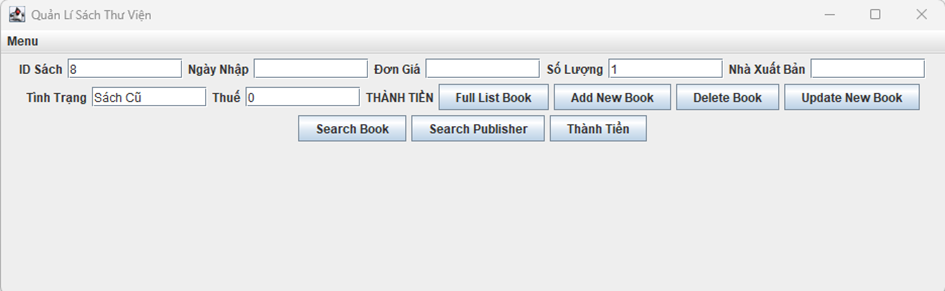 Quản Lí Sách Thư Viện
Menu
ID Sách 8 Ngày Nhập Đơn Giá Số Lượng 1 Nhà Xuất Bản
Tình Trạng Sách Cũ Thuế 0 THÀNH TIỀN Full List Book Add New Book Delete Book Update New Book
Search Book Search Publisher Thành Tiền